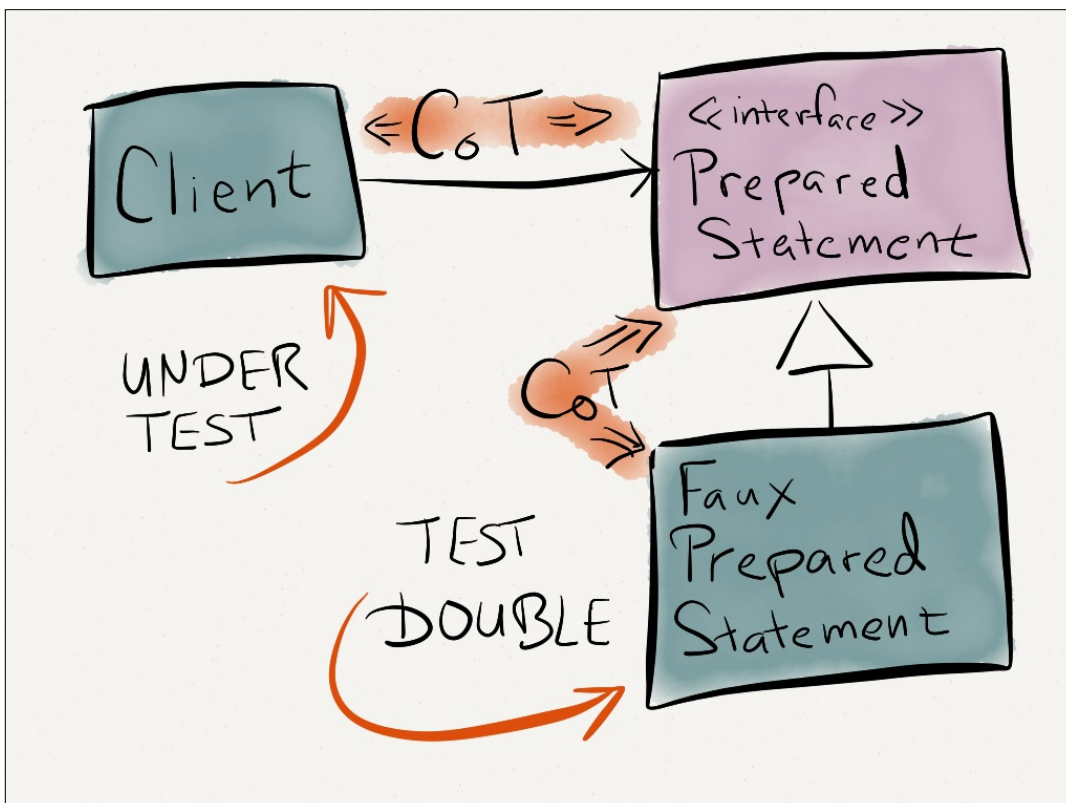 Client
⇐ CoT ⇒
<<interface>>
Prepared
Statement
UNDER
TEST
CoT
TEST
DOUBLE
Faux
Prepared
Statement